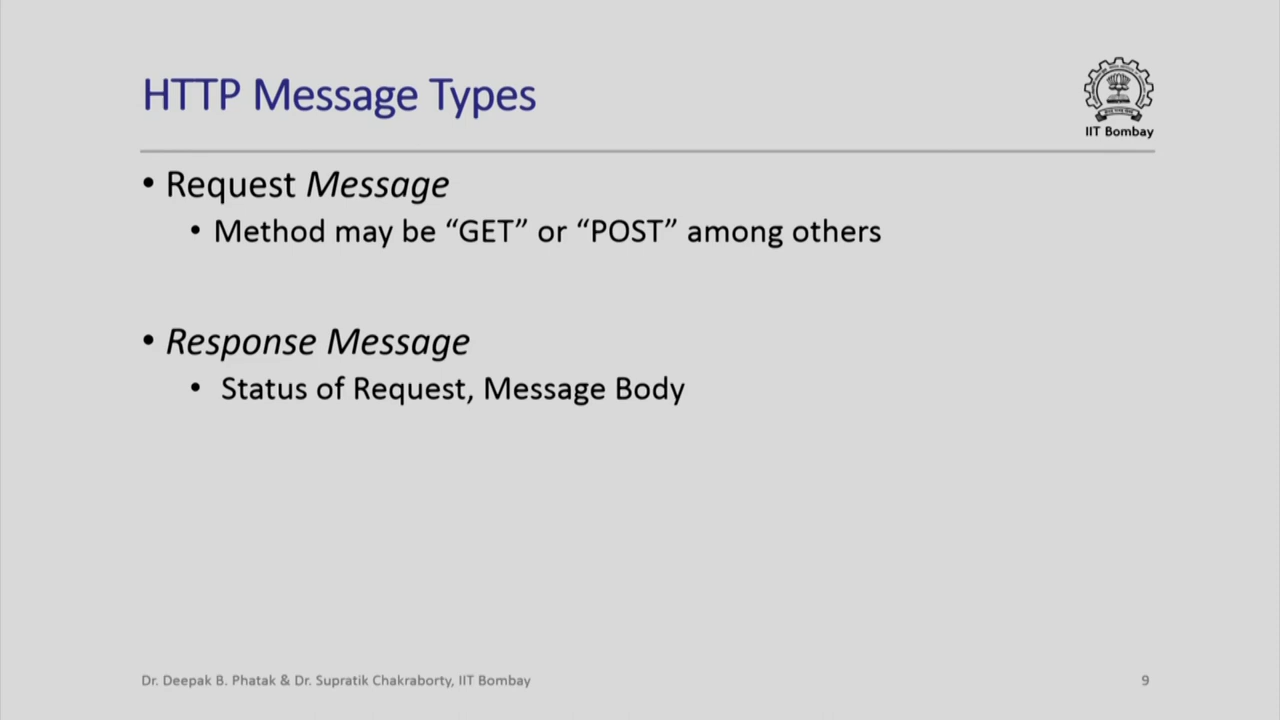 HTTP Message Types
IIT Bombay
• Request Message
• Method may be “GET” or “POST” among others
• Response Message
• Status of Request, Message Body
Dr. Deepak B. Phatak & Dr. Supratik Chakraborty, IIT Bombay
9